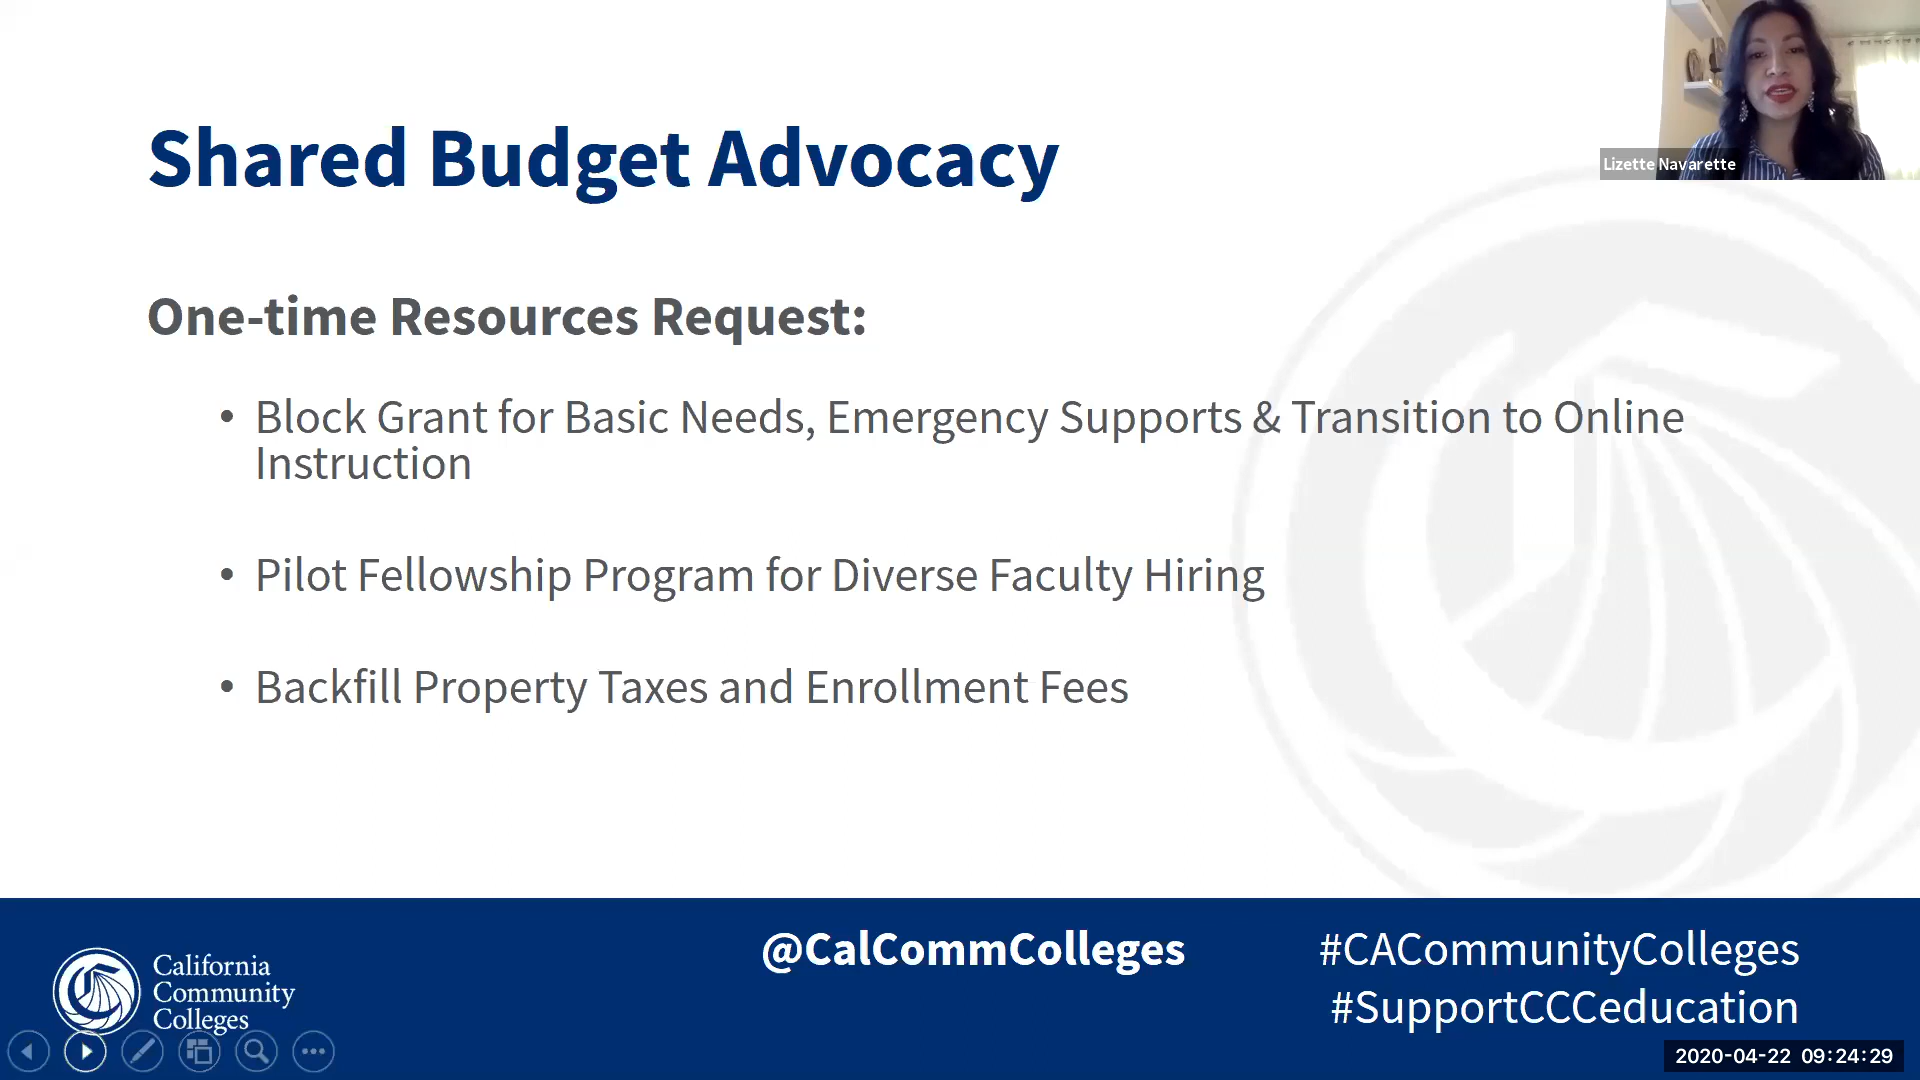 Lizette Navarette
Shared Budget Advocacy
One-time Resources Request:
• Block Grant for Basic Needs, Emergency Supports & Transition to Online
Instruction
• Pilot Fellowship Program for Diverse Faculty Hiring
• Backfill Property Taxes and Enrollment Fees
California
Community
Colleges
@CalCommColleges
#CACommunityColleges
#SupportCCCeducation
2020-04-22 09:24:29